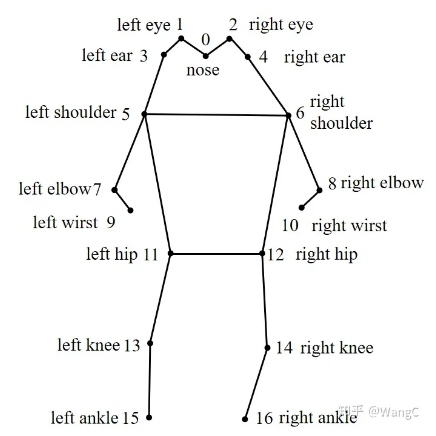 left eye 1
0
2 right eye
left ear 3
4 right ear
nose
left shoulder 5
6 right
shoulder
left elbow7
8 right elbow
left wirst 9
10 right wirst
left hip 11
12 right hip
left knee 13
14 right knee
left ankle 15
16 right ankle
知乎 @WangC